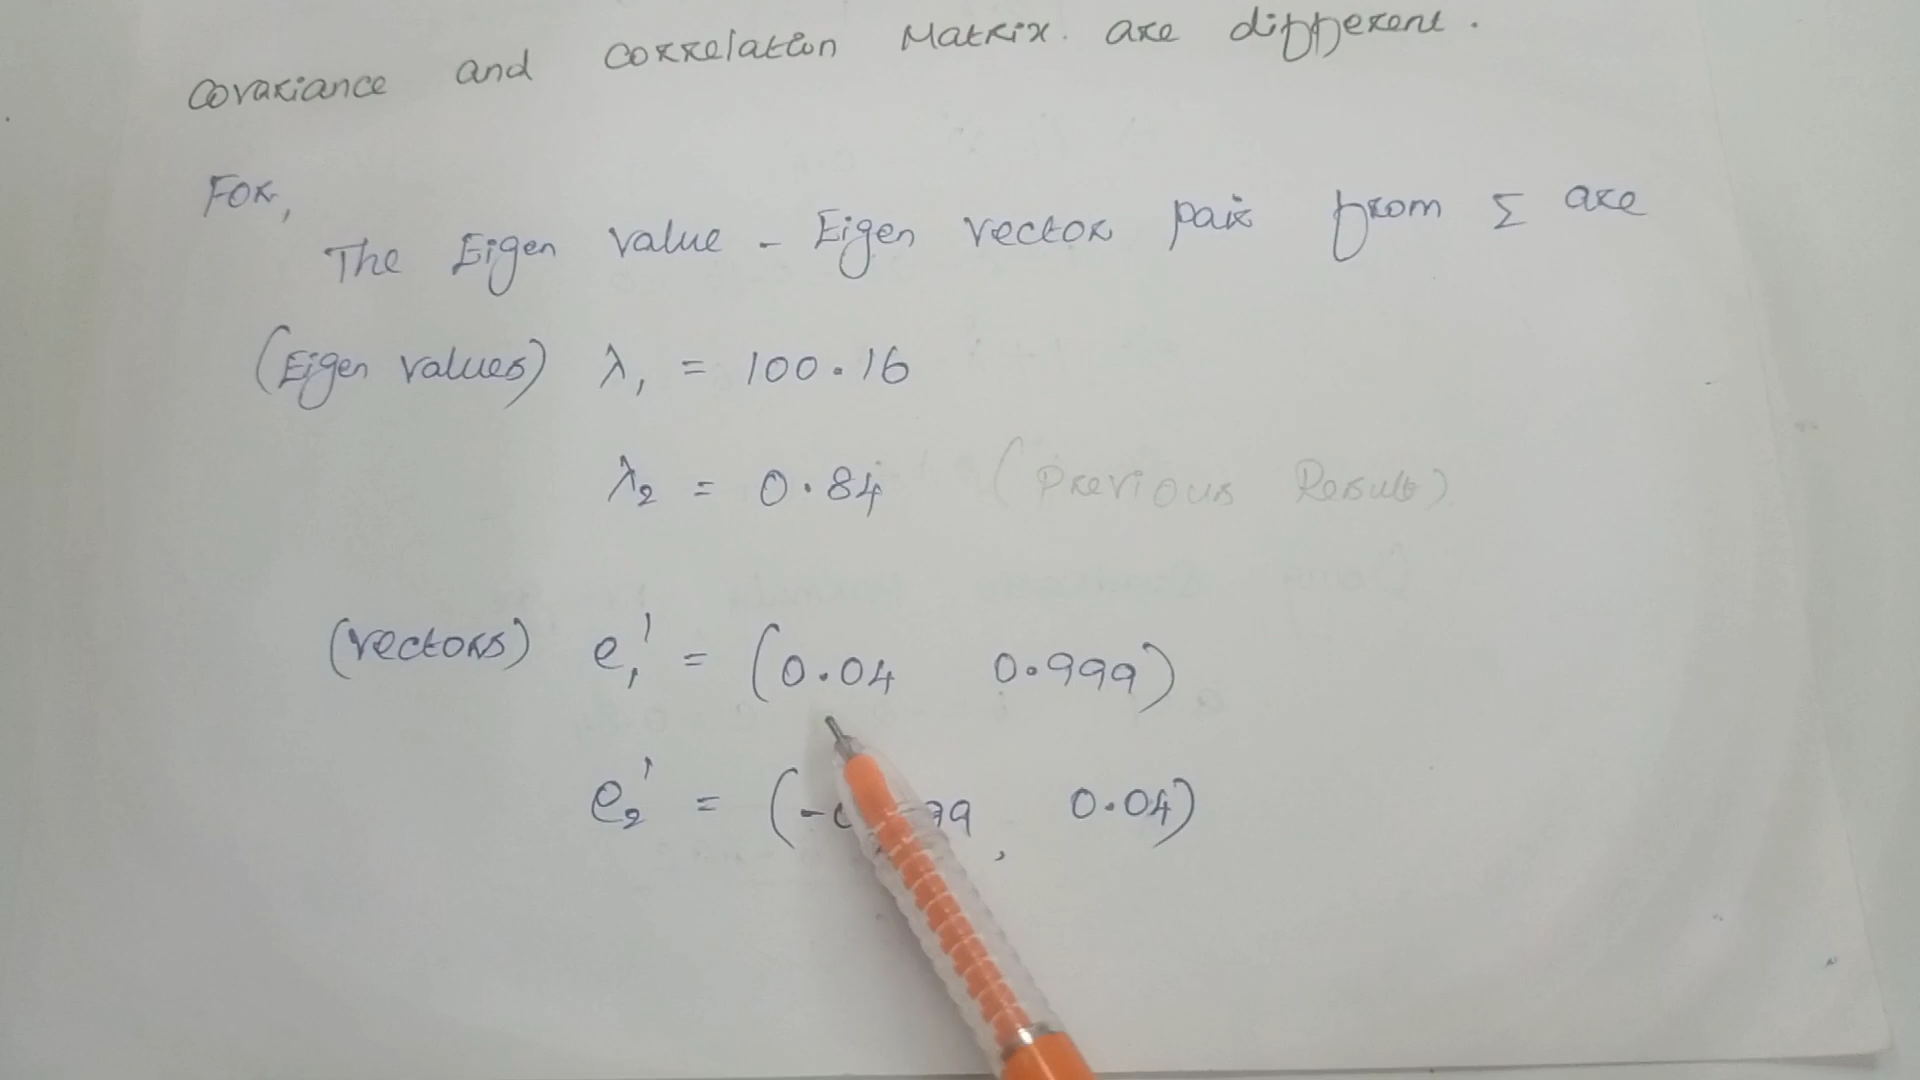 Covariance and correlation Matrix. are different.
For,
The Eigen value - Eigen vector pair from Σ are
(Eigen values) λ₁ = 100.16
λ₂ = 0.84 (Previous Result)
(vectors) e₁' = (0.04 0.999)
e₂' = (- , 0.04)